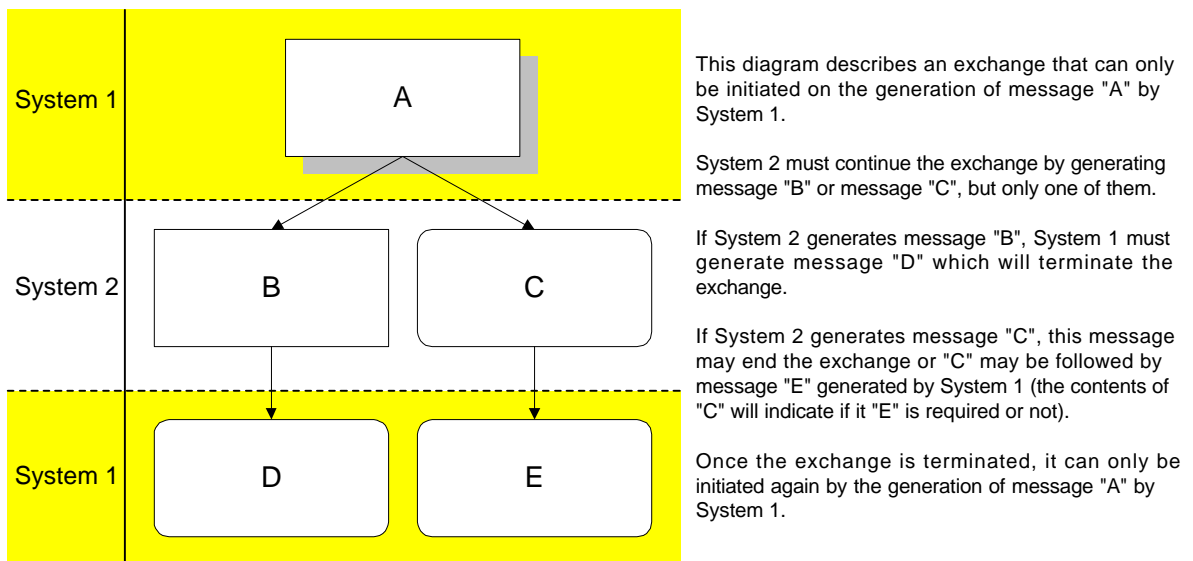 System 1
A
System 2
B
C
System 1
D
E
This diagram describes an exchange that can only
be initiated on the generation of message "A" by
System 1.
System 2 must continue the exchange by generating
message "B" or message "C", but only one of them.
If System 2 generates message "B", System 1 must
generate message "D" which will terminate the
exchange.
If System 2 generates message "C", this message
may end the exchange or "C" may be followed by
message "E" generated by System 1 (the contents of
"C" will indicate if it "E" is required or not).
Once the exchange is terminated, it can only be
initiated again by the generation of message "A" by
System 1.